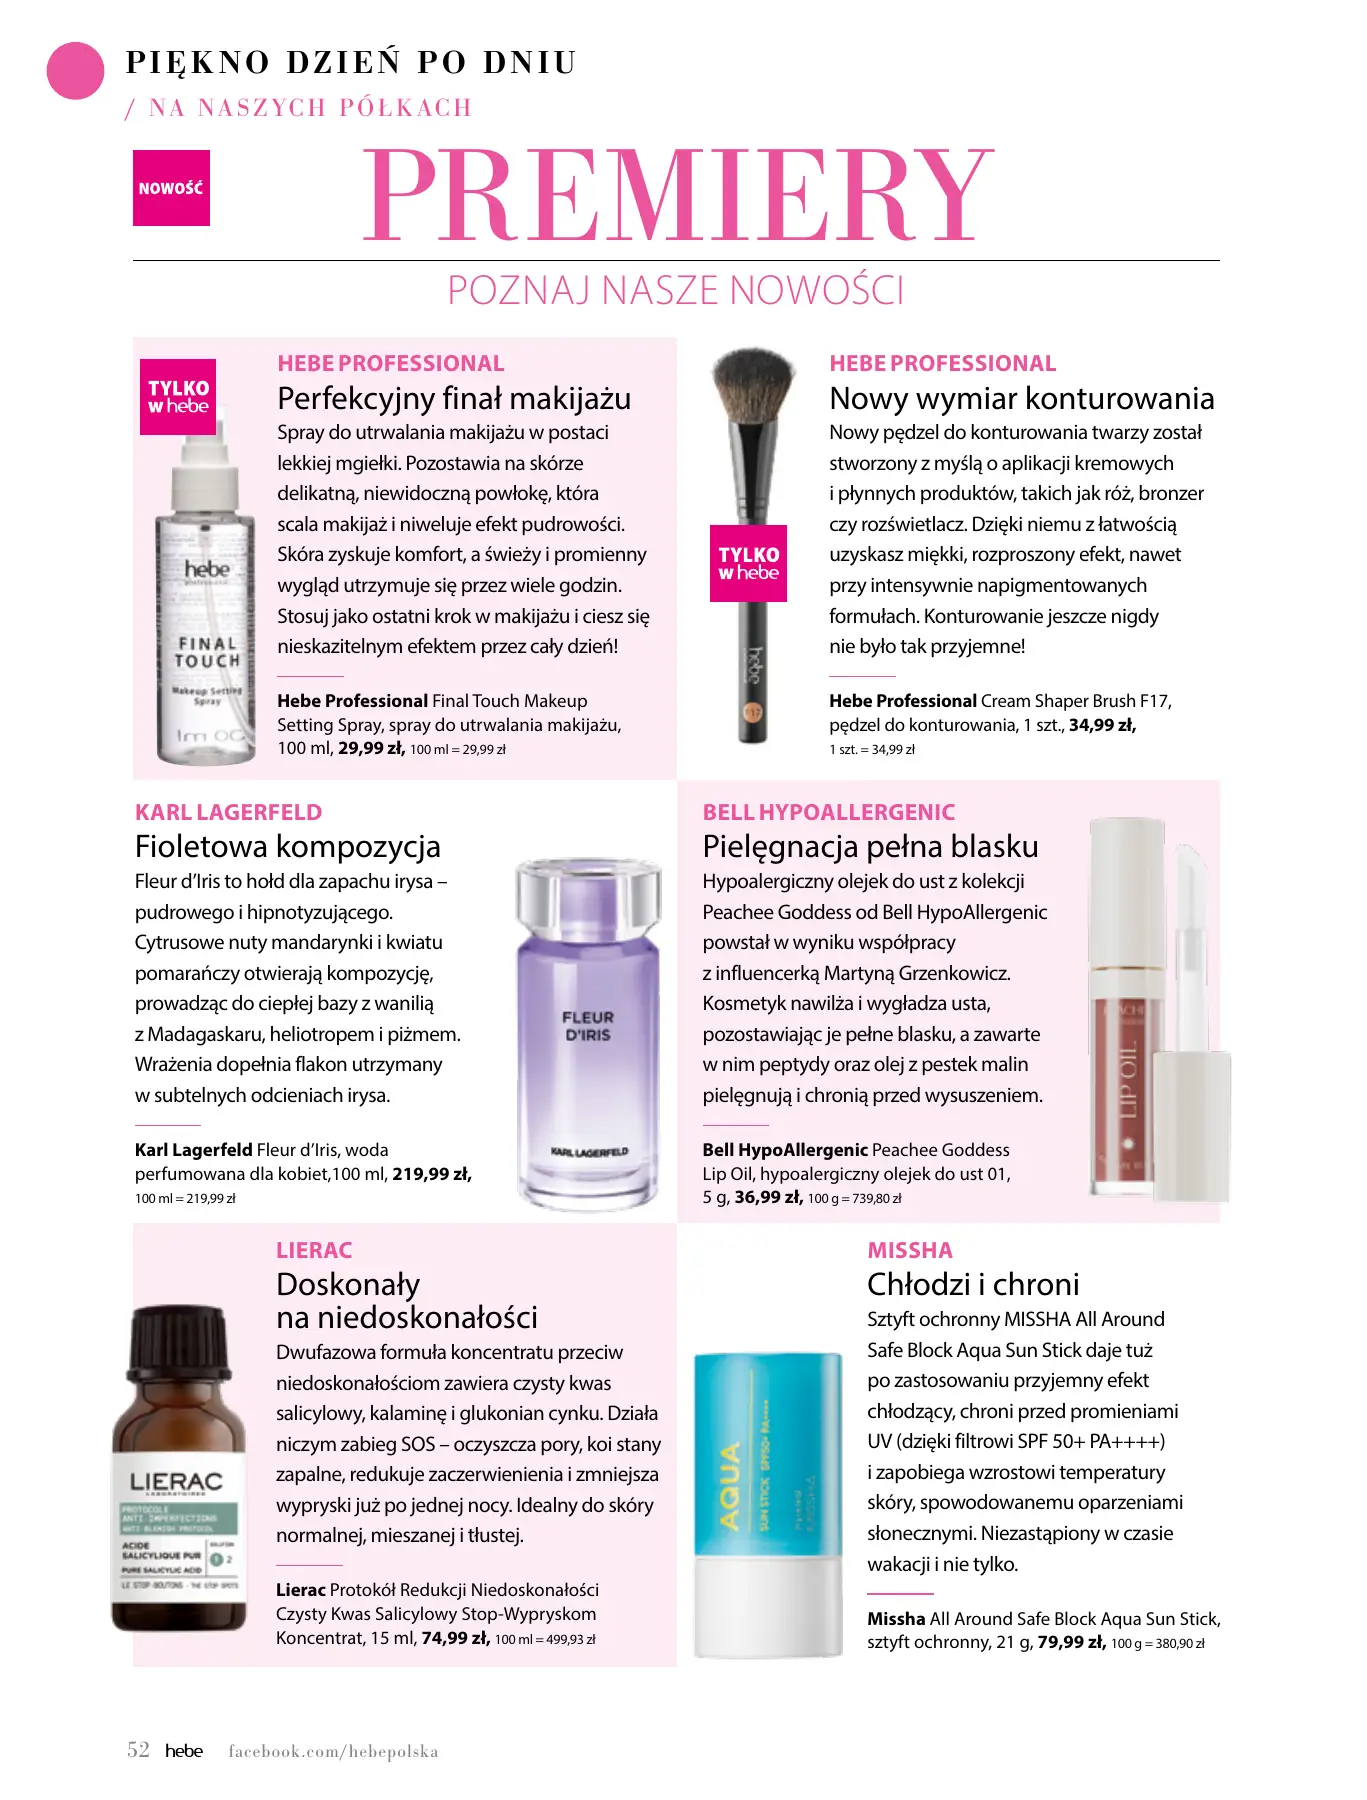 PIĘKNO DZIEŃ PO DNIU
/ NA NASZYCH PÓŁKACH
NOWOŚĆ
PREMIERY
POZNAJ NASZE NOWOŚCI
TYLKO
w hebe
hebe
professional
FINAL
TOUCH
Makeup Setting
Spray
HEBE PROFESSIONAL
Perfekcyjny finał makijażu
Spray do utrwalania makijażu w postaci
lekkiej mgiełki. Pozostawia na skórze
delikatną, niewidoczną powłokę, która
scala makijaż i niweluje efekt pudrowości.
Skóra zyskuje komfort, a świeży i promienny
wygląd utrzymuje się przez wiele godzin.
Stosuj jako ostatni krok w makijażu i ciesz się
nieskazitelnym efektem przez cały dzień!
Hebe Professional Final Touch Makeup
Setting Spray, spray do utrwalania makijażu,
100 ml, 29,99 zł, 100 ml = 29,99 zł
TYLKO
w hebe
hebe
F17
HEBE PROFESSIONAL
Nowy wymiar konturowania
Nowy pędzel do konturowania twarzy został
stworzony z myślą o aplikacji kremowych
i płynnych produktów, takich jak róż, bronzer
czy rozświetlacz. Dzięki niemu z łatwością
uzyskasz miękki, rozproszony efekt, nawet
przy intensywnie napigmentowanych
formułach. Konturowanie jeszcze nigdy
nie było tak przyjemne!
Hebe Professional Cream Shaper Brush F17,
pędzel do konturowania, 1 szt., 34,99 zł,
1 szt. = 34,99 zł
KARL LAGERFELD
Fioletowa kompozycja
Fleur d’Iris to hołd dla zapachu irysa –
pudrowego i hipnotyzującego.
Cytrusowe nuty mandarynki i kwiatu
pomarańczy otwierają kompozycję,
prowadząc do ciepłej bazy z wanilią
z Madagaskaru, heliotropem i piżmem.
Wrażenia dopełnia flakon utrzymany
w subtelnych odcieniach irysa.
Karl Lagerfeld Fleur d’Iris, woda
perfumowana dla kobiet,100 ml, 219,99 zł,
100 ml = 219,99 zł
FLEUR
D'IRIS
KARL LAGERFELD
BELL HYPOALLERGENIC
Pielęgnacja pełna blasku
Hypoalergiczny olejek do ust z kolekcji
Peachee Goddess od Bell HypoAllergenic
powstał w wyniku współpracy
z influencerką Martyną Grzenkowicz.
Kosmetyk nawilża i wygładza usta,
pozostawiając je pełne blasku, a zawarte
w nim peptydy oraz olej z pestek malin
pielęgnują i chronią przed wysuszeniem.
Bell HypoAllergenic Peachee Goddess
Lip Oil, hypoalergiczny olejek do ust 01,
5 g, 36,99 zł, 100 g = 739,80 zł
LIP OIL
LIERAC
Doskonały
na niedoskonałości
Dwufazowa formuła koncentratu przeciw
niedoskonałościom zawiera czysty kwas
salicylowy, kalaminę i glukonian cynku. Działa
niczym zabieg SOS – oczyszcza pory, koi stany
zapalne, redukuje zaczerwienienia i zmniejsza
wypryski już po jednej nocy. Idealny do skóry
normalnej, mieszanej i tłustej.
Lierac Protokół Redukcji Niedoskonałości
Czysty Kwas Salicylowy Stop-Wypryskom
Koncentrat, 15 ml, 74,99 zł, 100 ml = 499,93 zł
LIERAC
LABORATOIRES
PROTOCOLE
ANTI IMPERFECTIONS
ANTI BLEMISH PROTOCOL
ACIDE
SALICYLIQUE PUR
PURE SALICYLIC ACID
SOLUTION
1 2
LE STOP-BOUTONS - THE STOP SPOTS
MISSHA
Chłodzi i chroni
Sztyft ochronny MISSHA All Around
Safe Block Aqua Sun Stick daje tuż
po zastosowaniu przyjemny efekt
chłodzący, chroni przed promieniami
UV (dzięki filtrowi SPF 50+ PA++++)
i zapobiega wzrostowi temperatury
skóry, spowodowanemu oparzeniami
słonecznymi. Niezastąpiony w czasie
wakacji i nie tylko.
Missha All Around Safe Block Aqua Sun Stick,
sztyft ochronny, 21 g, 79,99 zł, 100 g = 380,90 zł
AQUA
SUN STICK SPF50+ PA++++
MISSHA
52 hebe facebook.com/hebepolska